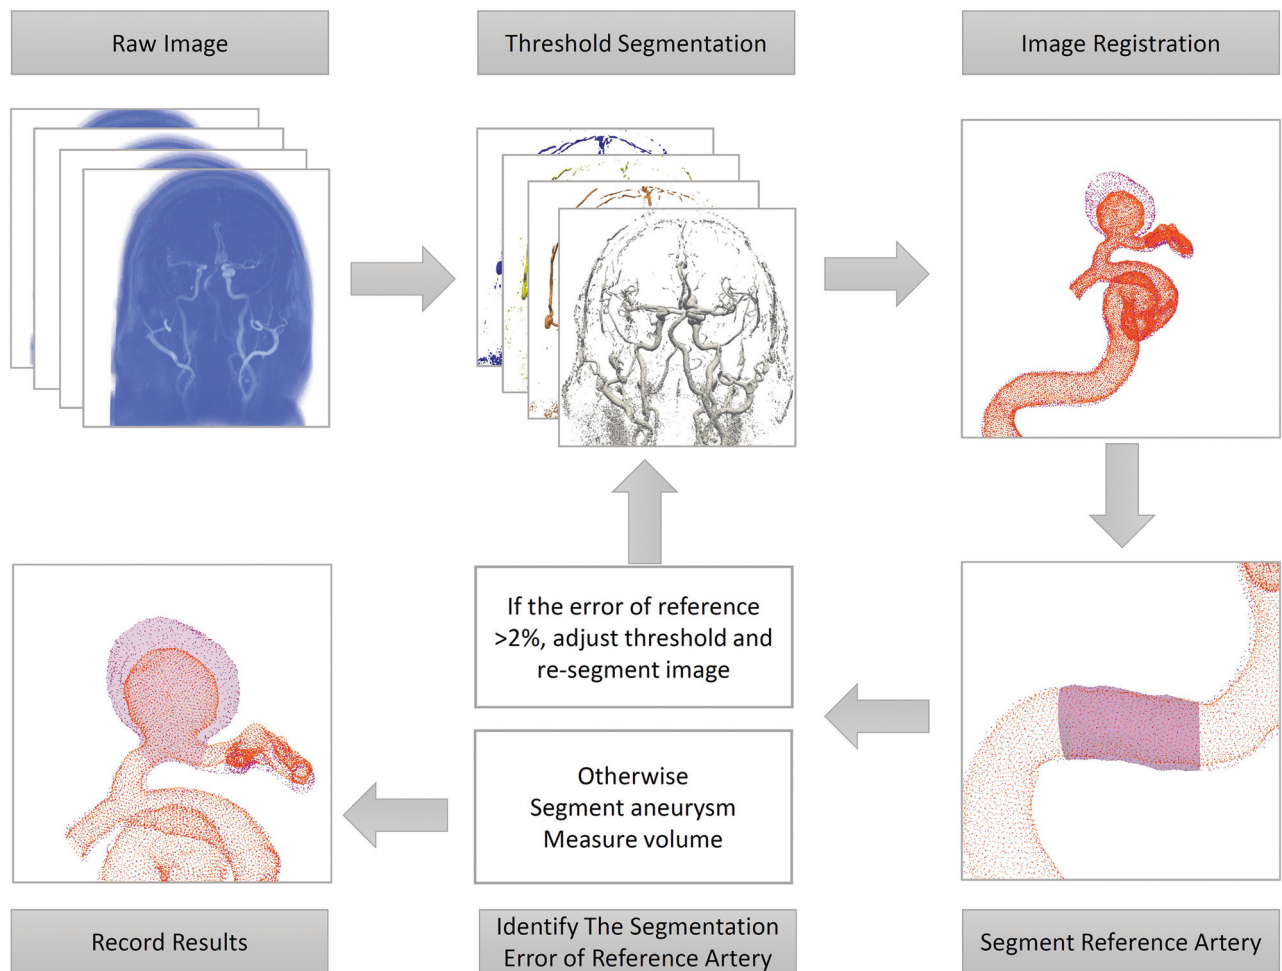 Raw Image
Threshold Segmentation
Image Registration
If the error of reference
>2%, adjust threshold and
re-segment image
Otherwise
Segment aneurysm
Measure volume
Record Results
Identify The Segmentation
Error of Reference Artery
Segment Reference Artery